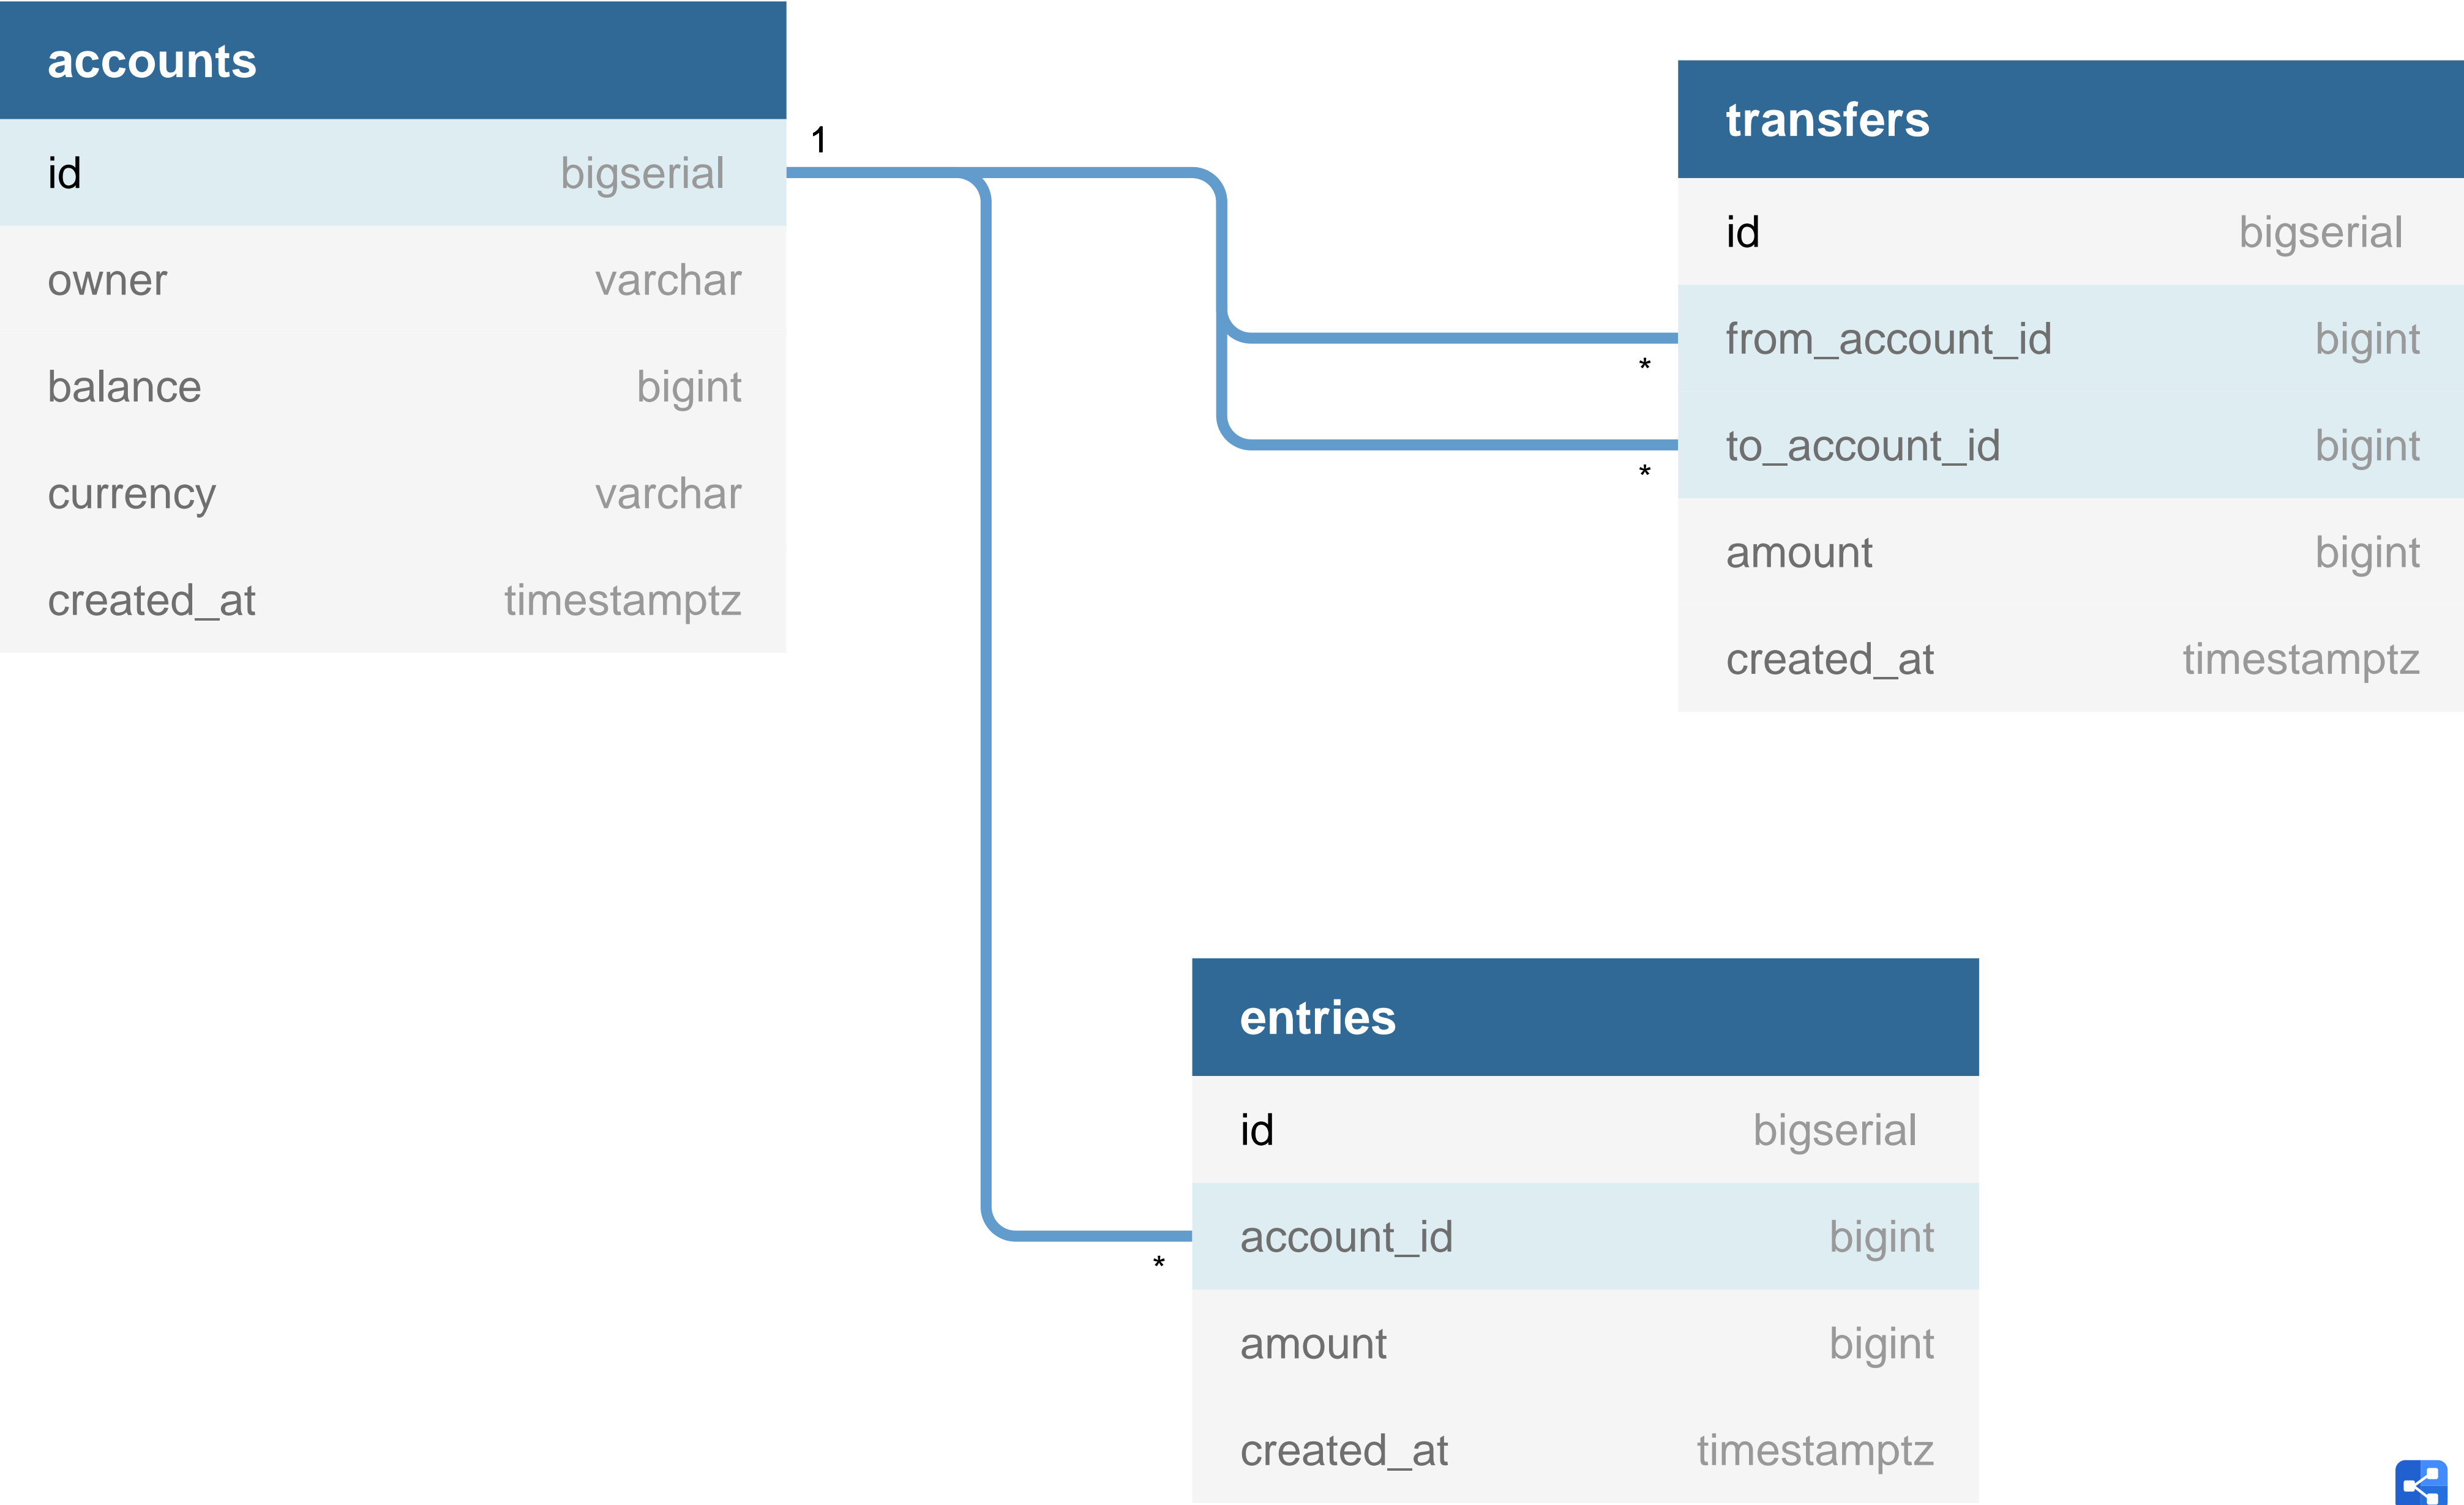 accounts
id bigserial
owner varchar
balance bigint
currency varchar
created_at timestamptz
1
transfers
id bigserial
from_account_id bigint
*
to_account_id bigint
*
amount bigint
created_at timestamptz
entries
id bigserial
account_id bigint
*
amount bigint
created_at timestamptz